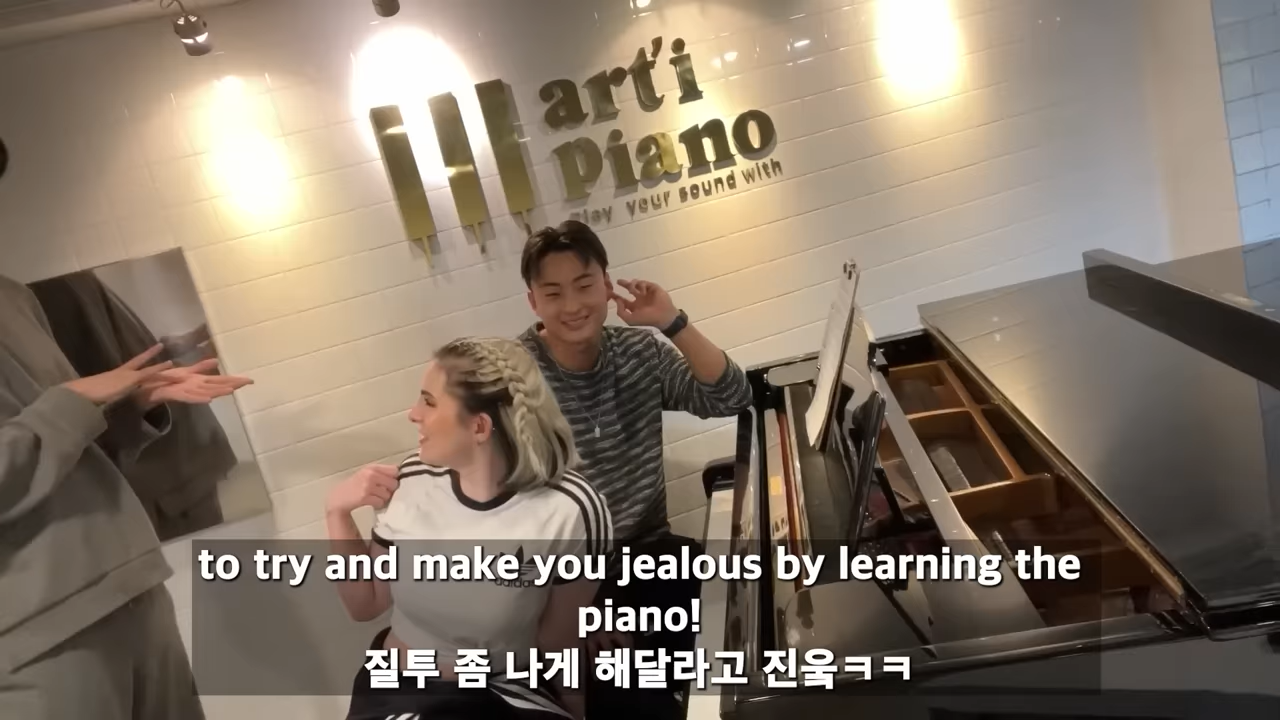 art'i
piano
Play your sound with
to try and make you jealous by learning the
piano!
adidas
질투 좀 나게 해달라고 진욱ㅋㅋ